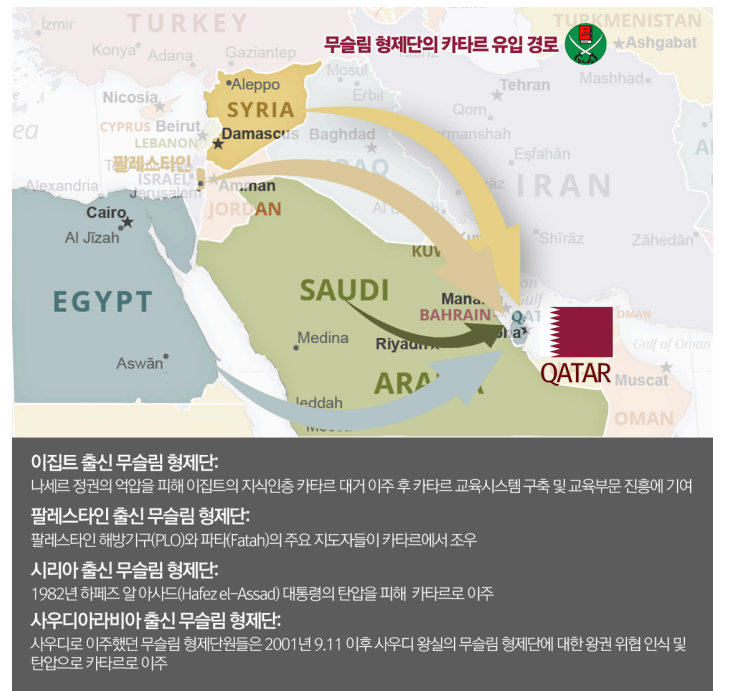 İzmir
TURKEY
TURKMENISTAN
무슬림 형제단의 카타르 유입 경로
Ashgabat
Konya
Adana
Gaziantep
Mosul
Mashhad
Aleppo
Erbil
Tehran
Nicosia
SYRIA
Qom
CYPRUS
Beirut
LEBANON
Damascus
Baghdad
Eşfahān
팔레스타인
ISRAEL
IRAN
Alexandria
Jerusalem
Amman
JORDAN
Cairo
Al Jīzah
Shīrāz
Zāhedān
SAUDI
EGYPT
BAHRAIN
OMAN
Medina
Riyadh
Gulf of Oman
Aswān
QATAR
Muscat
OMAN
이집트 출신 무슬림 형제단:
나세르 정권의 억압을 피해 이집트의 지식인층 카타르 대거 이주 후 카타르 교육시스템 구축 및 교육부문 진흥에 기여
팔레스타인 출신 무슬림 형제단:
팔레스타인 해방기구(PLO)와 파타(Fatah)의 주요 지도자들이 카타르에서 조우
시리아 출신 무슬림 형제단:
1982년 하페즈 알 아사드(Hafez el-Assad) 대통령의 탄압을 피해 카타르로 이주
사우디아라비아 출신 무슬림 형제단:
사우디로 이주했던 무슬림 형제단원들은 2001년 9.11 이후 사우디 왕실의 무슬림 형제단에 대한 왕권 위협 인식 및
탄압으로 카타르로 이주